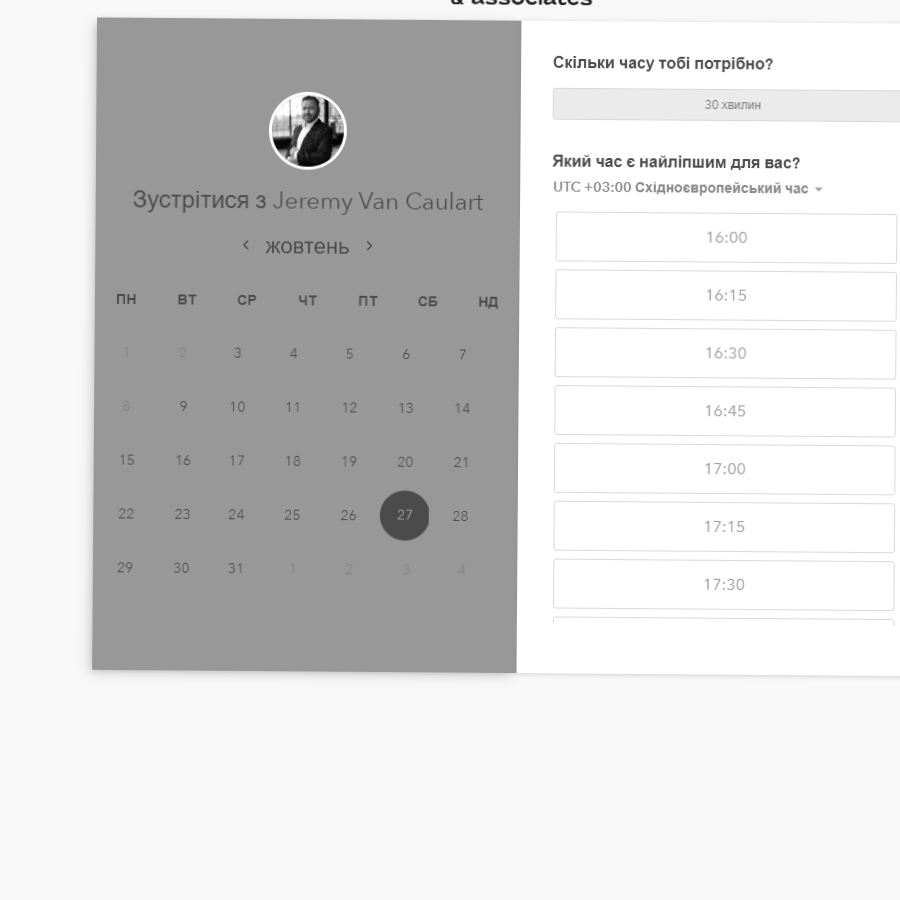 & associates
Зустрітися з Jeremy Van Caulart
жовтень
ПН ВТ СР ЧТ ПТ СБ НД
1 2 3 4 5 6 7
8 9 10 11 12 13 14
15 16 17 18 19 20 21
22 23 24 25 26 27 28
29 30 31 1 2 3 4
Скільки часу тобі потрібно?
30 хвилин
Який час є найліпшим для вас?
UTC +03:00 Східноєвропейський час
16:00
16:15
16:30
16:45
17:00
17:15
17:30